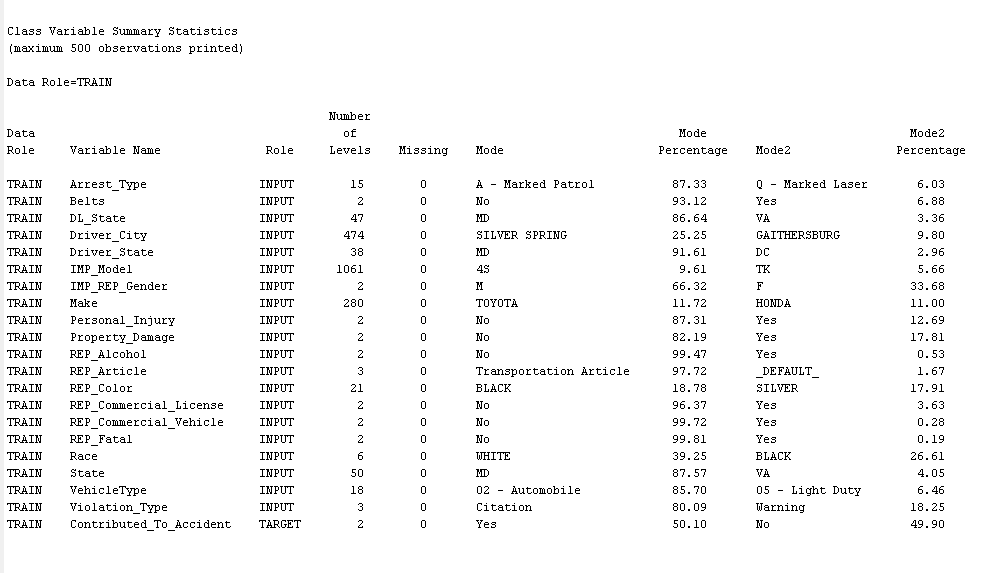 Class Variable Summary Statistics
(maximum 500 observations printed)
Data Role=TRAIN
Number
Data of Mode Mode2
Role Variable Name Role Levels Missing Mode Percentage Mode2 Percentage
TRAIN Arrest_Type INPUT 15 0 A - Marked Patrol 87.33 Q - Marked Laser 6.03
TRAIN Belts INPUT 2 0 No 93.12 Yes 6.88
TRAIN DL_State INPUT 47 0 MD 86.64 VA 3.36
TRAIN Driver_City INPUT 474 0 SILVER SPRING 25.25 GAITHERSBURG 9.80
TRAIN Driver_State INPUT 38 0 MD 91.61 DC 2.96
TRAIN IMP_Model INPUT 1061 0 4S 9.61 TK 5.66
TRAIN IMP_REP_Gender INPUT 2 0 M 66.32 F 33.68
TRAIN Make INPUT 280 0 TOYOTA 11.72 HONDA 11.00
TRAIN Personal_Injury INPUT 2 0 No 87.31 Yes 12.69
TRAIN Property_Damage INPUT 2 0 No 82.19 Yes 17.81
TRAIN REP_Alcohol INPUT 2 0 No 99.47 Yes 0.53
TRAIN REP_Article INPUT 3 0 Transportation Article 97.72 _DEFAULT_ 1.67
TRAIN REP_Color INPUT 21 0 BLACK 18.78 SILVER 17.91
TRAIN REP_Commercial_License INPUT 2 0 No 96.37 Yes 3.63
TRAIN REP_Commercial_Vehicle INPUT 2 0 No 99.72 Yes 0.28
TRAIN REP_Fatal INPUT 2 0 No 99.81 Yes 0.19
TRAIN Race INPUT 6 0 WHITE 39.25 BLACK 26.61
TRAIN State INPUT 50 0 MD 87.57 VA 4.05
TRAIN VehicleType INPUT 18 0 02 - Automobile 85.70 05 - Light Duty 6.46
TRAIN Violation_Type INPUT 3 0 Citation 80.09 Warning 18.25
TRAIN Contributed_To_Accident TARGET 2 0 Yes 50.10 No 49.90